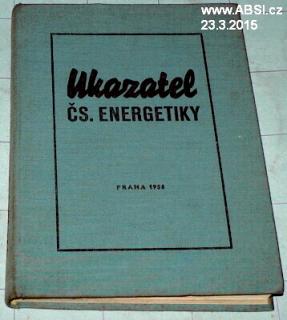 www.ABSI.cz
23.3.2015
Ukazatel
ČS. ENERGETIKY
PRAHA 1958